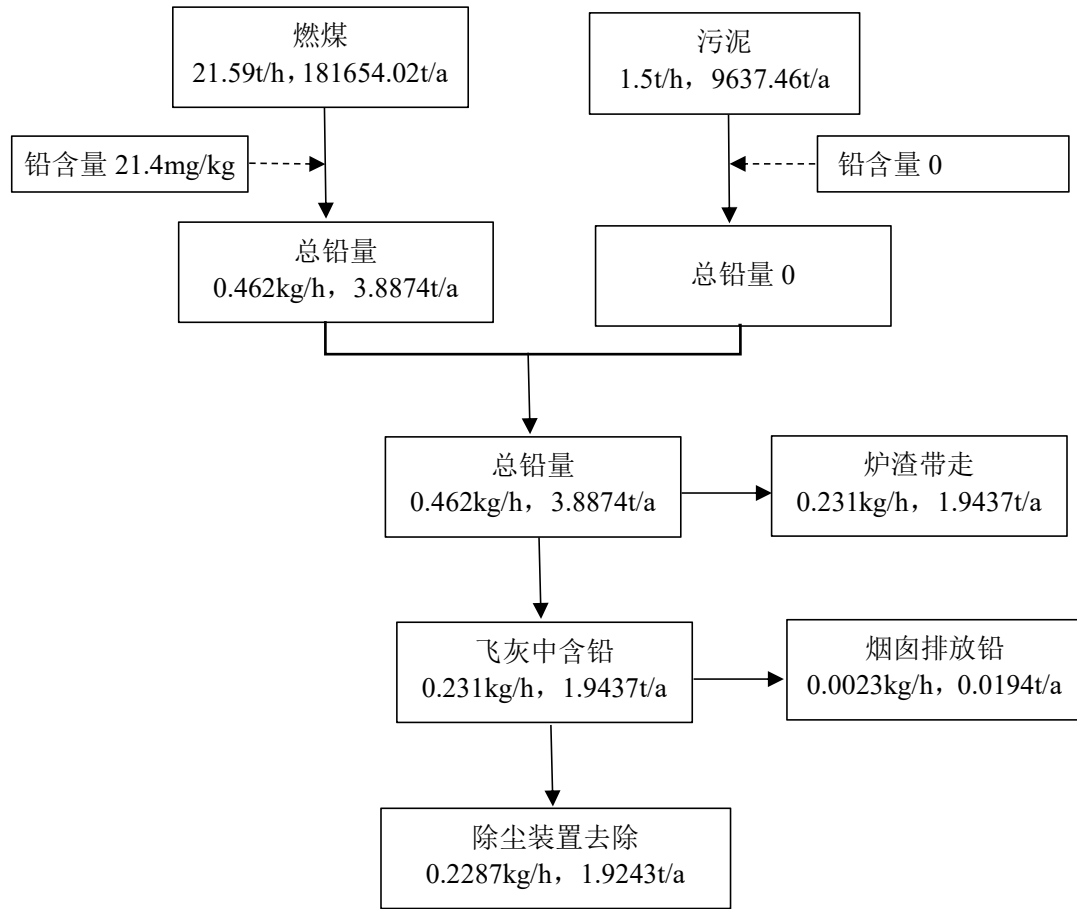 燃煤
21.59t/h,181654.02t/a
污泥
1.5t/h,9637.46t/a
铅含量 21.4mg/kg
铅含量 0
总铅量
0.462kg/h,3.8874t/a
总铅量 0
总铅量
0.462kg/h,3.8874t/a
炉渣带走
0.231kg/h,1.9437t/a
飞灰中含铅
0.231kg/h,1.9437t/a
烟囱排放铅
0.0023kg/h,0.0194t/a
除尘装置去除
0.2287kg/h,1.9243t/a